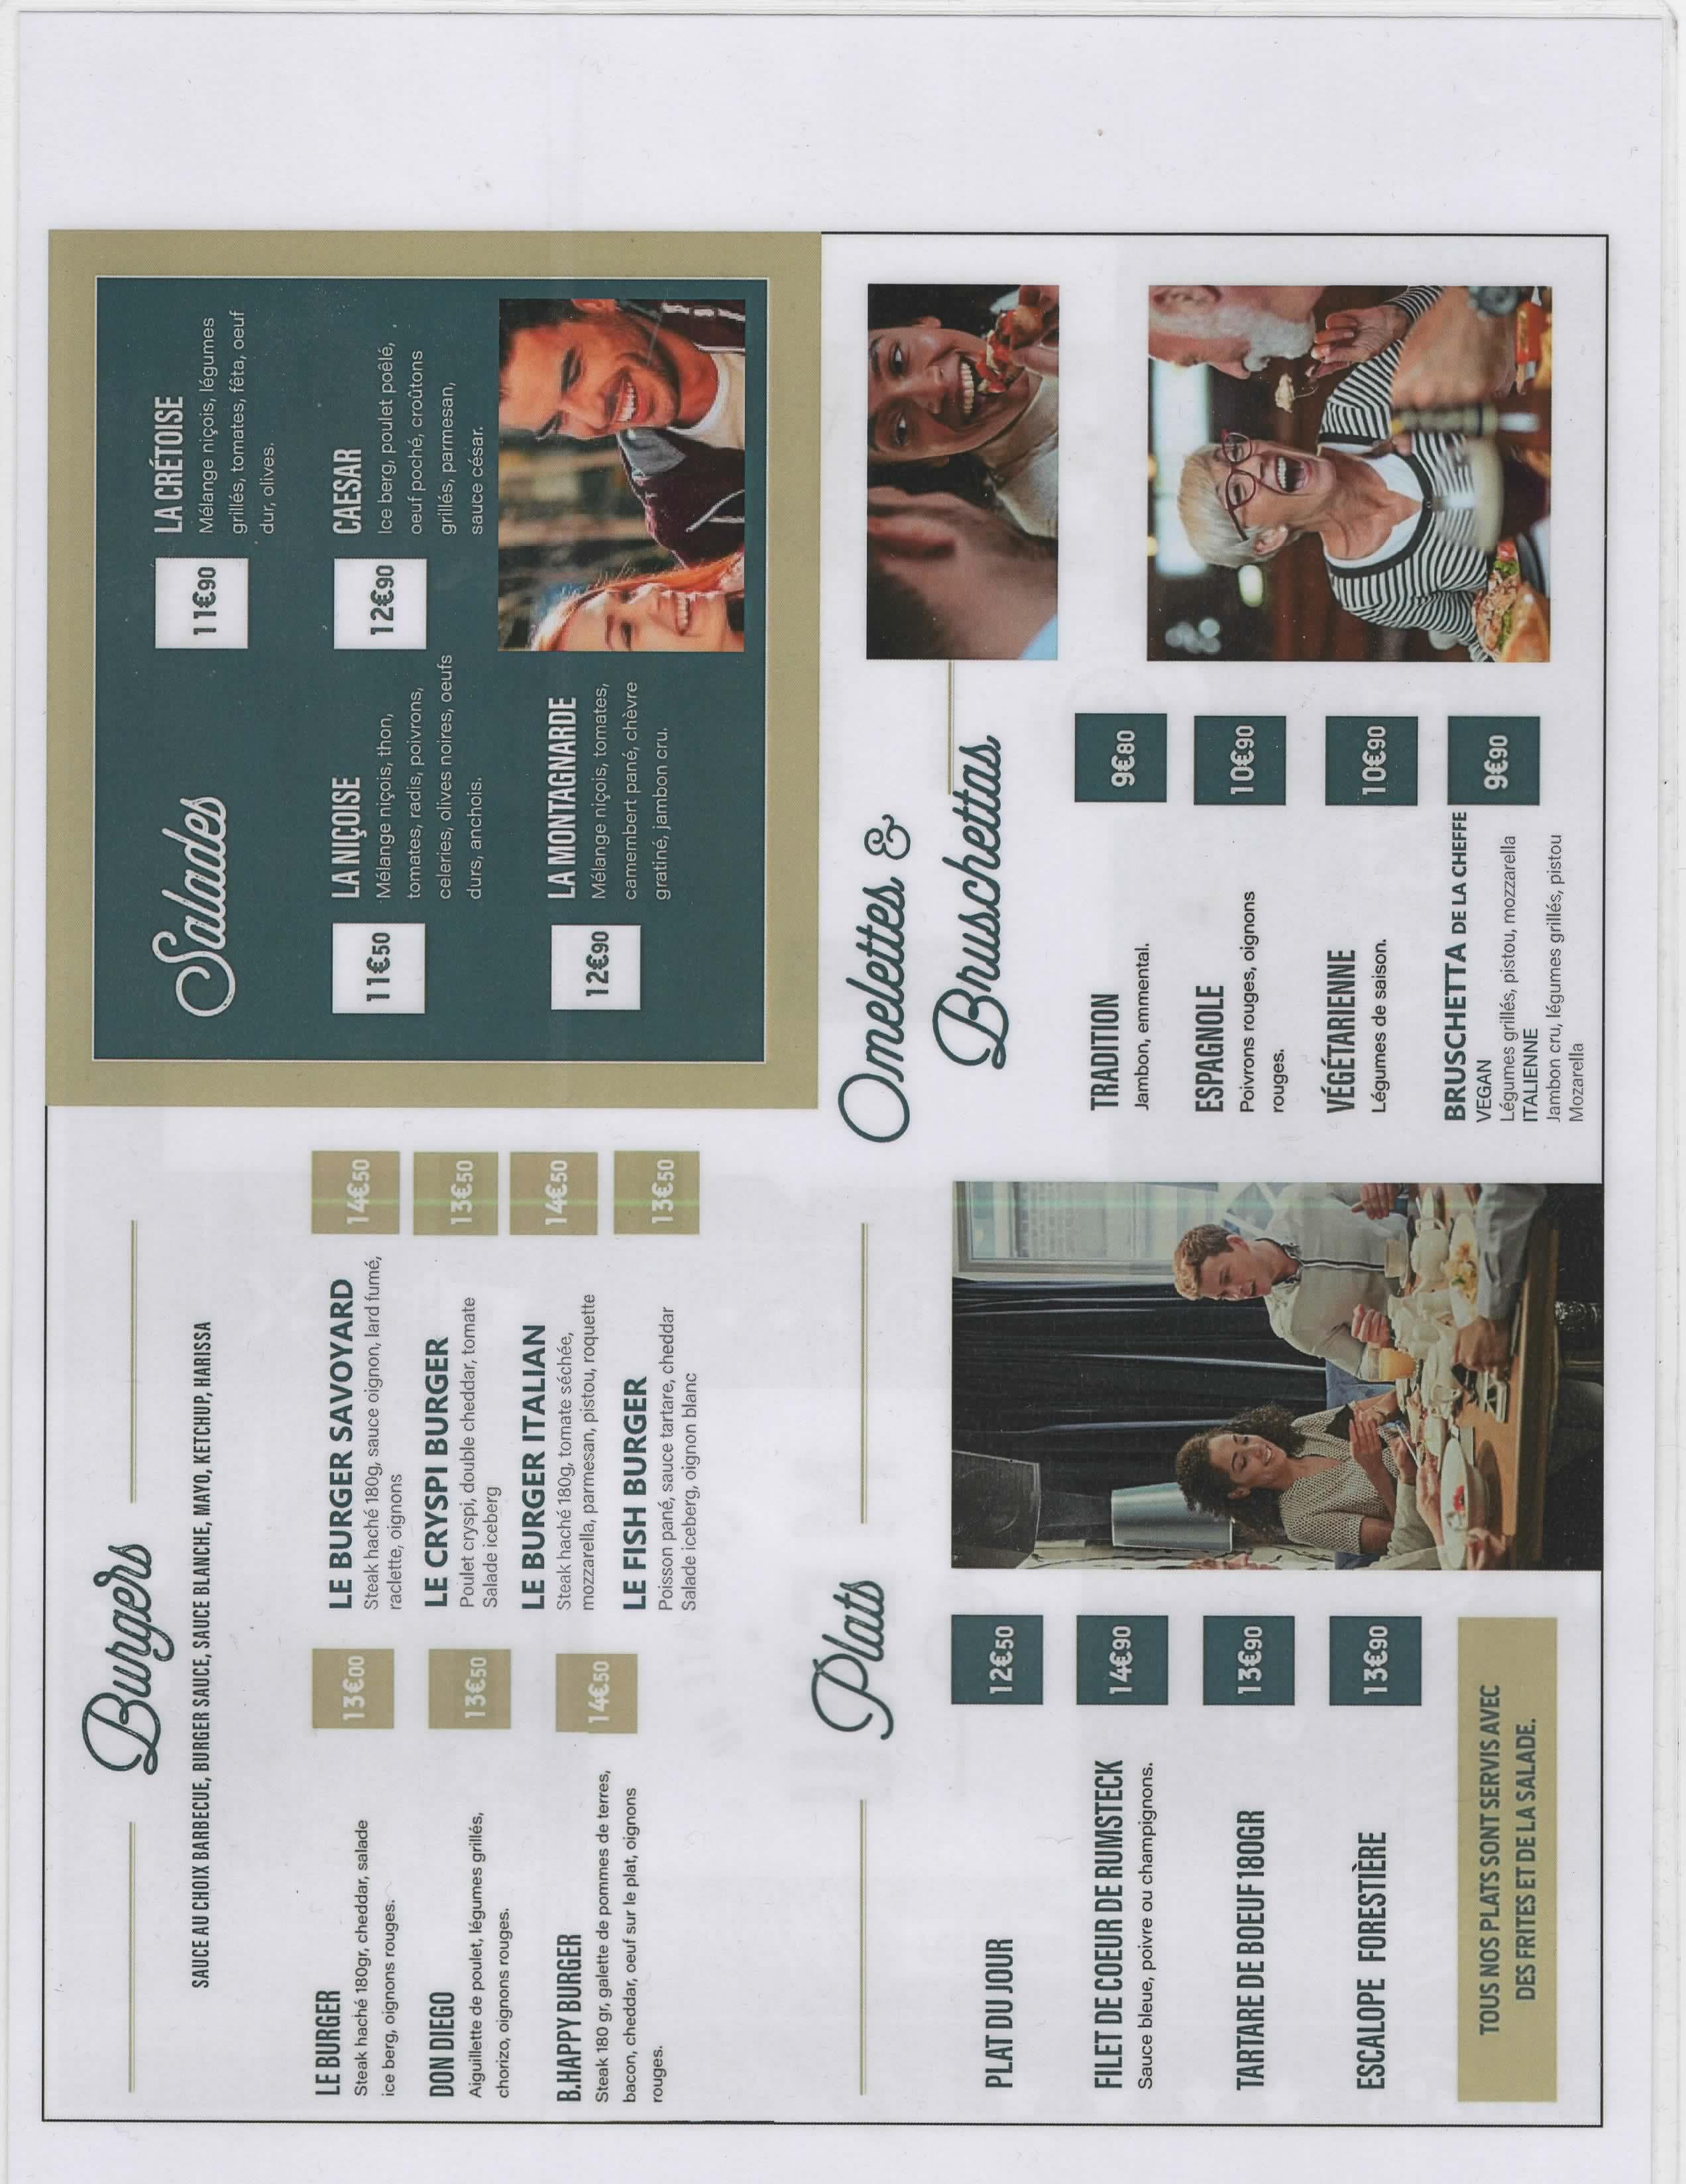 Burgers
SAUCE AU CHOIX BARBECUE, BURGER SAUCE, SAUCE BLANCHE, MAYO, KETCHUP, HARISSA
LE BURGER
13€00
Steak haché 180gr, cheddar, salade
ice berg, oignons rouges.
DON DIEGO
13€50
Aiguillette de poulet, légumes grillés,
chorizo, oignons rouges.
B.HAPPY BURGER
14€50
Steak 180 gr, galette de pommes de terres,
bacon, cheddar, oeuf sur le plat, oignons
rouges.
LE BURGER SAVOYARD
14€50
Steak haché 180g, sauce oignon, lard fumé,
raclette, oignons
LE CRYSPI BURGER
13€50
Poulet cryspi, double cheddar, tomate
Salade iceberg
LE BURGER ITALIAN
14€50
Steak haché 180g, tomate séchée,
mozzarella, parmesan, pistou, roquette
LE FISH BURGER
13€50
Poisson pané, sauce tartare, cheddar
Salade iceberg, oignon blanc
Salades
11€90
LA CRÉTOISE
Mélange niçois, légumes
grillés, tomates, fêta, oeuf
dur, olives.
11€50
LA NIÇOISE
Mélange niçois, thon,
tomates, radis, poivrons,
celeries, olives noires, oeufs
durs, anchois.
12€90
CAESAR
Ice berg, poulet poêlé,
oeuf poché, croûtons
grillés, parmesan,
sauce césar.
12€90
LA MONTAGNARDE
Mélange niçois, tomates,
camembert pané, chèvre
gratiné, jambon cru.
Plats
PLAT DU JOUR
12€50
FILET DE COEUR DE RUMSTECK
14€90
Sauce bleue, poivre ou champignons.
TARTARE DE BOEUF 180GR
13€90
ESCALOPE FORESTIÈRE
13€90
TOUS NOS PLATS SONT SERVIS AVEC
DES FRITES ET DE LA SALADE.
Omelettes &
Bruschettas
TRADITION
9€80
Jambon, emmental.
ESPAGNOLE
10€90
Poivrons rouges, oignons
rouges.
VÉGÉTARIENNE
10€90
Légumes de saison.
BRUSCHETTA DE LA CHEFFE
9€90
VEGAN
Légumes grillés, pistou, mozzarella
ITALIENNE
Jambon cru, légumes grillés, pistou
Mozarella